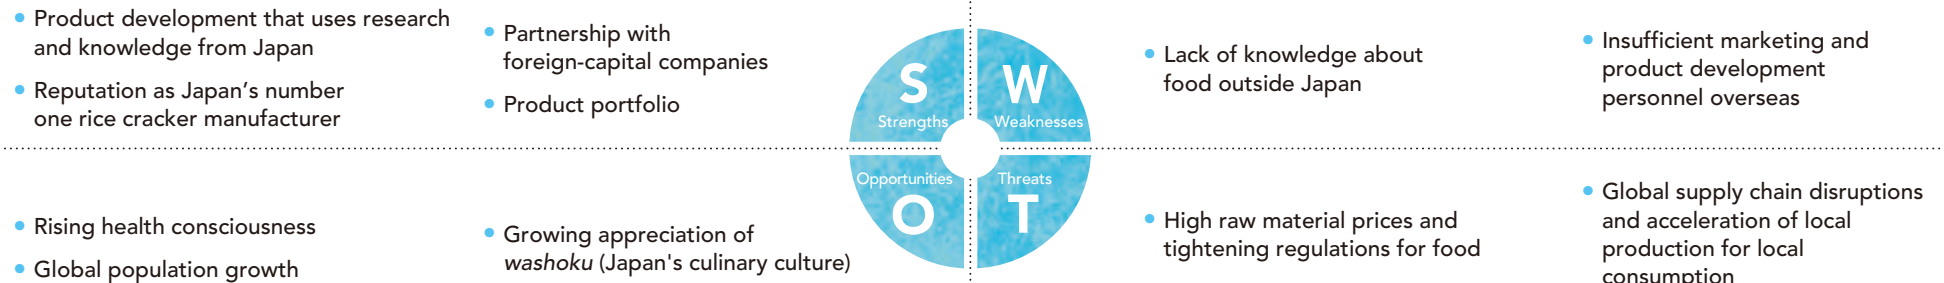 • Product development that uses research
and knowledge from Japan
• Reputation as Japan’s number
one rice cracker manufacturer
• Partnership with
foreign-capital companies
• Product portfolio
S
Strengths
W
Weaknesses
• Lack of knowledge about
food outside Japan
• Insufficient marketing and
product development
personnel overseas
• Rising health consciousness
• Global population growth
• Growing appreciation of
washoku (Japan's culinary culture)
Opportunities
O
Threats
T
• High raw material prices and
tightening regulations for food
• Global supply chain disruptions
and acceleration of local
production for local
consumption